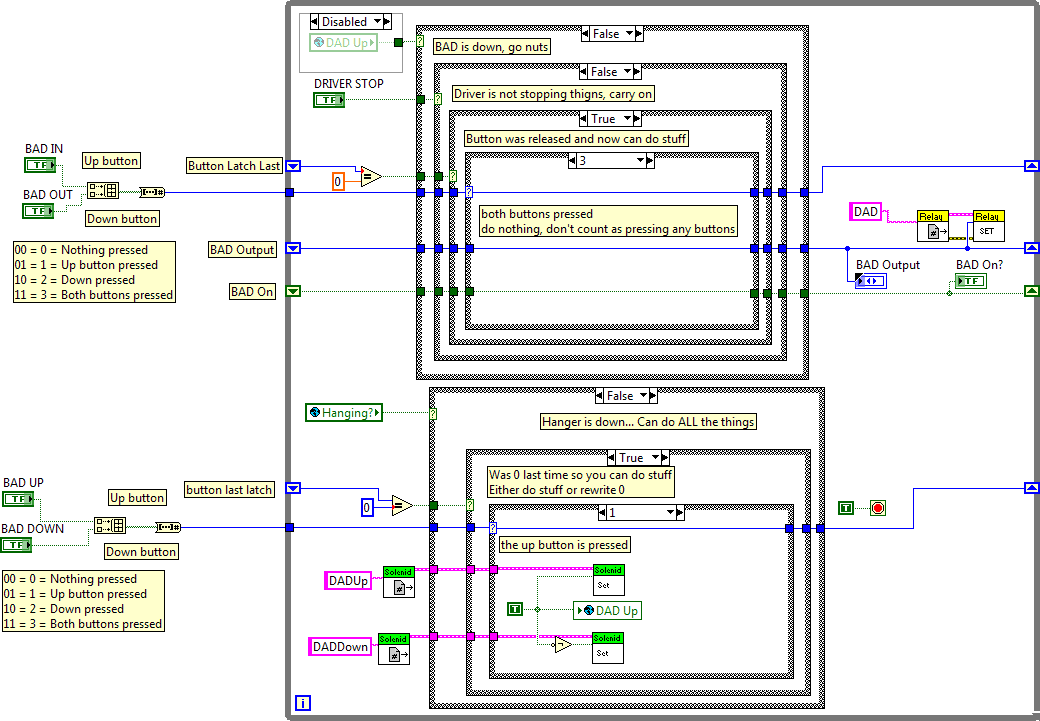 Disabled
DAD Up
False
BAD is down, go nuts
DRIVER STOP
TF
False
Driver is not stopping thigns, carry on
True
Button was released and now can do stuff
BAD IN
TF
Up button
Button Latch Last
0
=
3
BAD OUT
TF
Down button
both buttons pressed
do nothing, don't count as pressing any buttons
DAD
Relay
Relay
SET
00 = 0 = Nothing pressed
01 = 1 = Up button pressed
10 = 2 = Down pressed
11 = 3 = Both buttons pressed
BAD Output
BAD Output
BAD On?
TF
BAD On
False
Hanging?
Hanger is down... Can do ALL the things
True
BAD UP
TF
Up button
button last latch
Was 0 last time so you can do stuff
Either do stuff or rewrite 0
0
=
1
T
BAD DOWN
TF
Down button
the up button is pressed
00 = 0 = Nothing pressed
01 = 1 = Up button pressed
10 = 2 = Down pressed
11 = 3 = Both buttons pressed
DADUp
Solenid
#
Solenid
Set
T
DAD Up
DADDown
Solenid
#
Solenid
Set
i